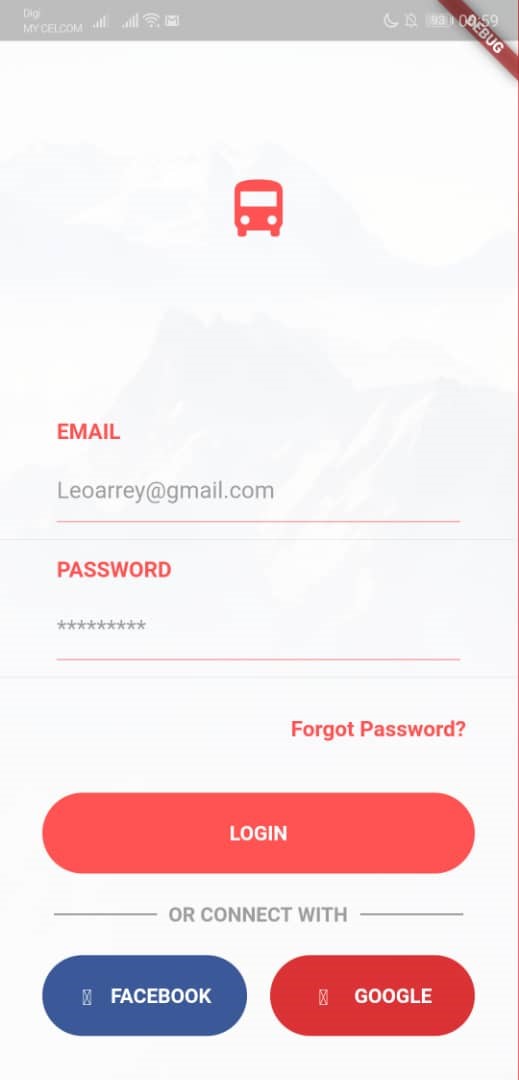 Digi
MY CELCOM
93 00:59
DEBUG
EMAIL
Leoarrey@gmail.com
PASSWORD
*********
Forgot Password?
LOGIN
OR CONNECT WITH
FACEBOOK
GOOGLE